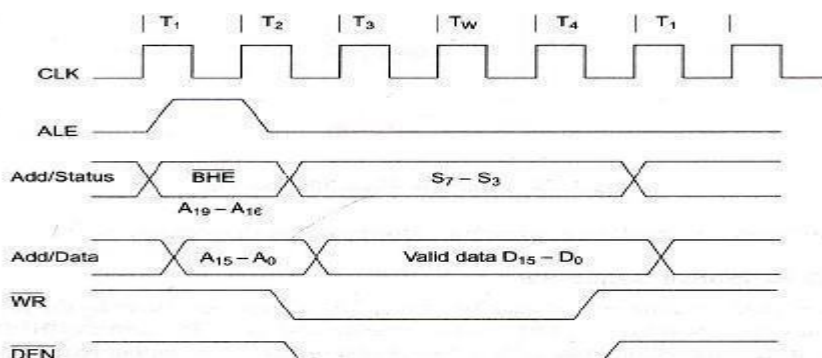 | T₁ | T₂ | T₃ | Tw | T₄ | T₁ |
CLK
ALE
Add/Status BHE S₇ – S₃
A₁₉ – A₁₆
Add/Data A₁₅ – A₀ Valid data D₁₅ – D₀
WR
DEN